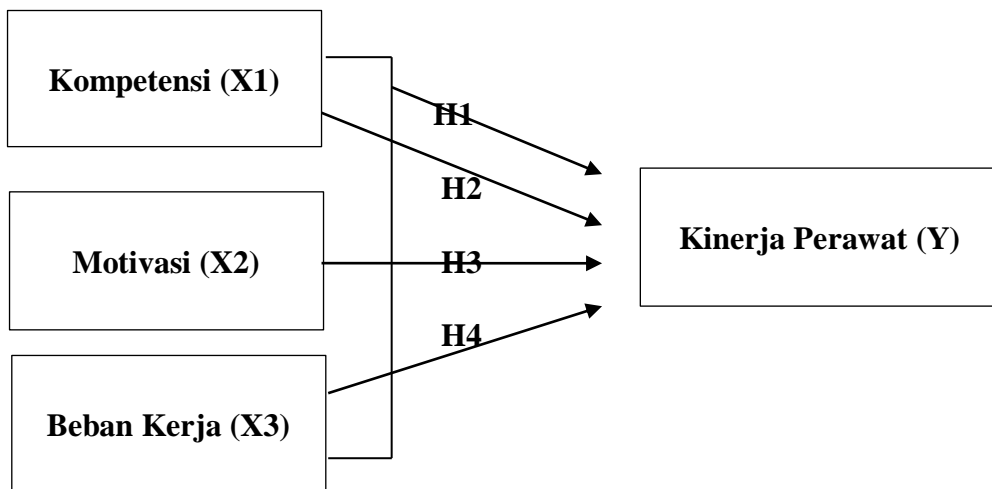 Kompetensi (X1)
H1
H2
Motivasi (X2)
H3
Kinerja Perawat (Y)
H4
Beban Kerja (X3)